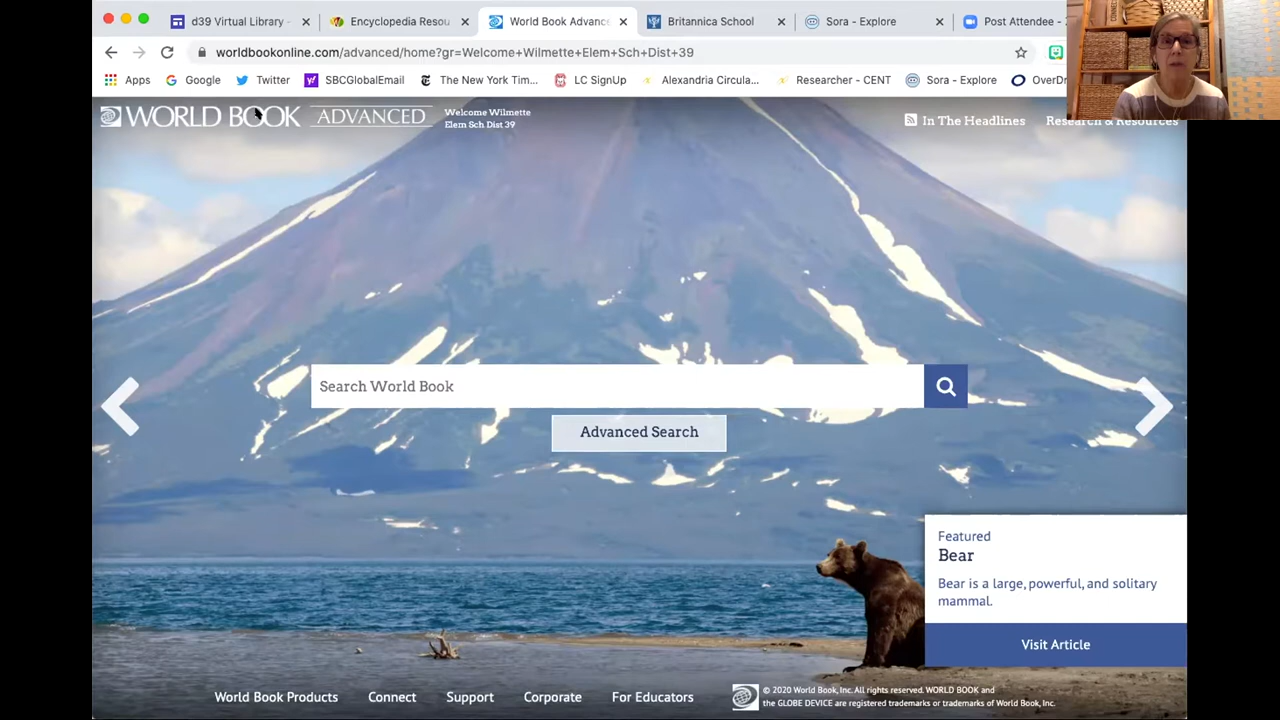 d39 Virtual Library -
Encyclopedia Resou
World Book Advance
Britannica School
Sora - Explore
Post Attendee -
worldbookonline.com/advanced/home?gr=Welcome+Wilmette+Elem+Sch+Dist+39
Apps
Google
Twitter
SBCGlobalEmail
The New York Tim...
LC SignUp
Alexandria Circula...
Researcher - CENT
Sora - Explore
OverDr
WORLD BOOK ADVANCED
Welcome Wilmette
Elem Sch Dist 39
In The Headlines
Research & Resources
Search World Book
Advanced Search
Featured
Bear
Bear is a large, powerful, and solitary
mammal.
Visit Article
World Book Products
Connect
Support
Corporate
For Educators
© 2020 World Book, Inc. All rights reserved. WORLD BOOK and
the GLOBE DEVICE are registered trademarks or trademarks of World Book, Inc.